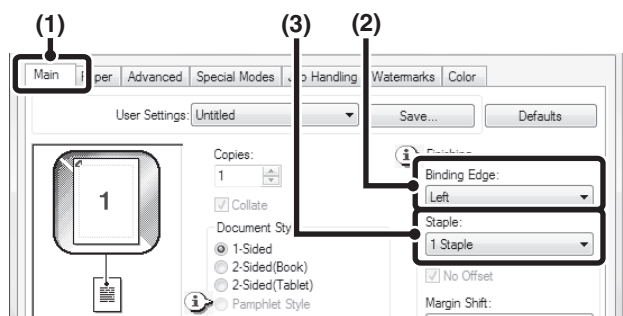 (1) (3) (2)
Main per Advanced Special Modes Handling Watermarks Color
User Settings: Untitled Save... Defaults
Copies:
1
Collate
Document Sty
1-Sided
2-Sided(Book)
2-Sided(Tablet)
Pamphlet Style
1
Binding Edge:
Left
Staple:
1 Staple
No Offset
Margin Shift: